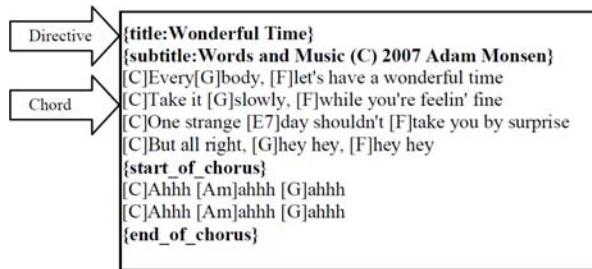 Directive
{title:Wonderful Time}
{subtitle:Words and Music (C) 2007 Adam Monsen}
[C]Every[G]body, [F]let's have a wonderful time
Chord
[C]Take it [G]slowly, [F]while you're feelin' fine
[C]One strange [E7]day shouldn't [F]take you by surprise
[C]But all right, [G]hey hey, [F]hey hey
{start_of_chorus}
[C]Ahhh [Am]ahhh [G]ahhh
[C]Ahhh [Am]ahhh [G]ahhh
{end_of_chorus}